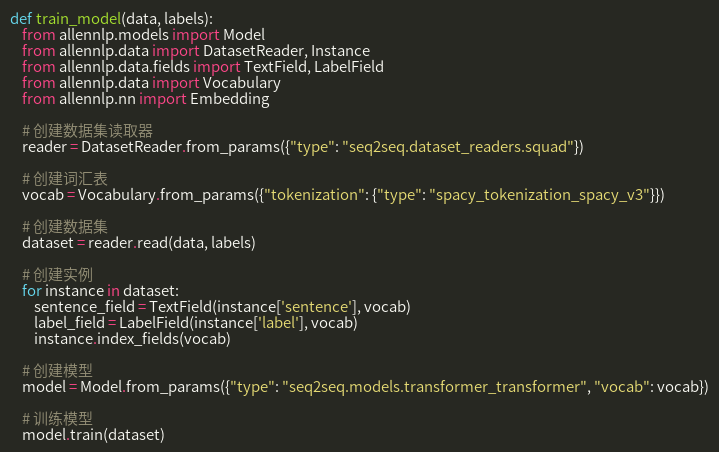 def train_model(data, labels):
    from allennlp.models import Model
    from allennlp.data import DatasetReader, Instance
    from allennlp.data.fields import TextField, LabelField
    from allennlp.data import Vocabulary
    from allennlp.nn import Embedding

    # 创建数据集读取器
    reader = DatasetReader.from_params({"type": "seq2seq.dataset_readers.squad"})

    # 创建词汇表
    vocab = Vocabulary.from_params({"tokenization": {"type": "spacy_tokenization_spacy_v3"}})

    # 创建数据集
    dataset = reader.read(data, labels)

    # 创建实例
    for instance in dataset:
        sentence_field = TextField(instance['sentence'], vocab)
        label_field = LabelField(instance['label'], vocab)
        instance.index_fields(vocab)

    # 创建模型
    model = Model.from_params({"type": "seq2seq.models.transformer_transformer", "vocab": vocab})

    # 训练模型
    model.train(dataset)